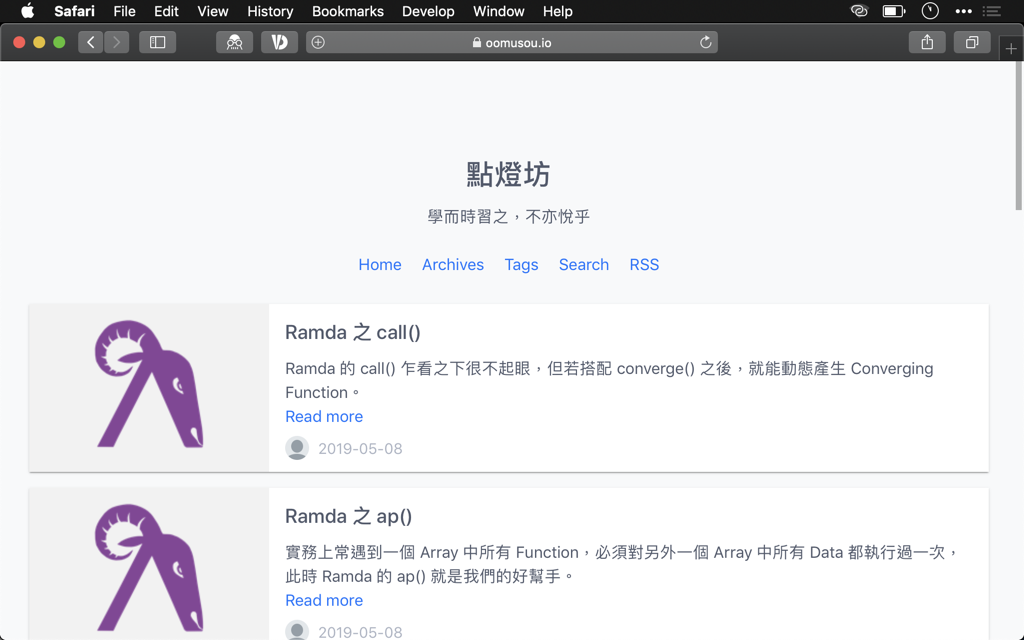 Safari File Edit View History Bookmarks Develop Window Help
oomusou.io
點燈坊
學而時習之，不亦悅乎
Home Archives Tags Search RSS
Ramda 之 call()
Ramda 的 call() 乍看之下很不起眼，但若搭配 converge() 之後，就能動態產生 Converging
Function。
Read more
2019-05-08
Ramda 之 ap()
實務上常遇到一個 Array 中所有 Function，必須對另外一個 Array 中所有 Data 都執行過一次，
此時 Ramda 的 ap() 就是我們的好幫手。
Read more
2019-05-08